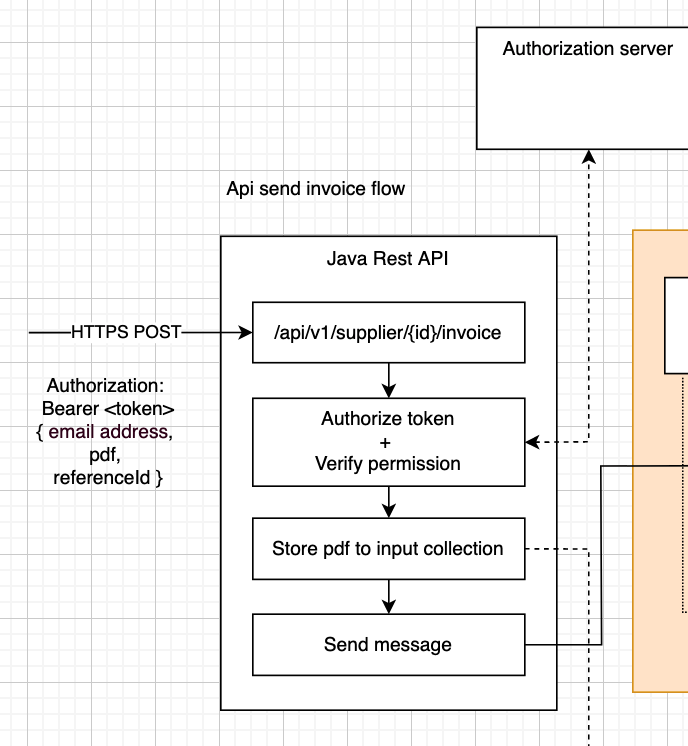 Authorization server
Api send invoice flow
Java Rest API
HTTPS POST
/api/v1/supplier/{id}/invoice
Authorization:
Bearer <token>
{ email address,
pdf,
referenceId }
Authorize token
+
Verify permission
Store pdf to input collection
Send message